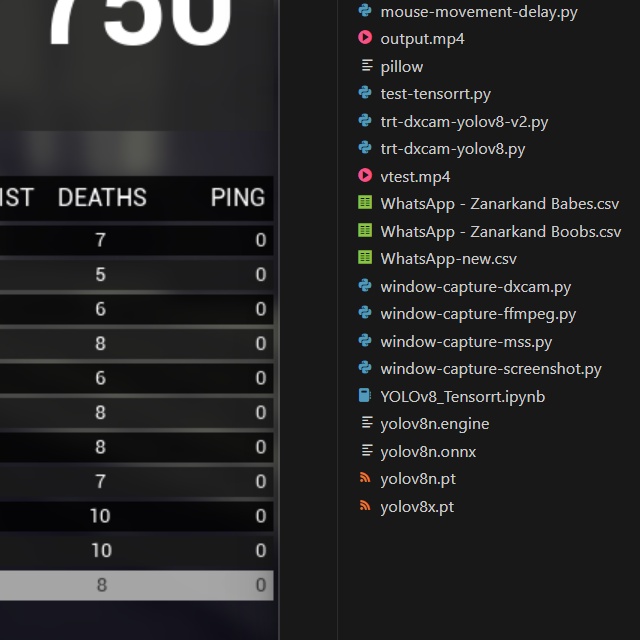 750
IST DEATHS PING
7 0
5 0
6 0
8 0
6 0
8 0
8 0
7 0
10 0
10 0
8 0
mouse-movement-delay.py
output.mp4
pillow
test-tensorrt.py
trt-dxcam-yolov8-v2.py
trt-dxcam-yolov8.py
vtest.mp4
WhatsApp - Zanarkand Babes.csv
WhatsApp - Zanarkand Boobs.csv
WhatsApp-new.csv
window-capture-dxcam.py
window-capture-ffmpeg.py
window-capture-mss.py
window-capture-screenshot.py
YOLOv8_Tensorrt.ipynb
yolov8n.engine
yolov8n.onnx
yolov8n.pt
yolov8x.pt